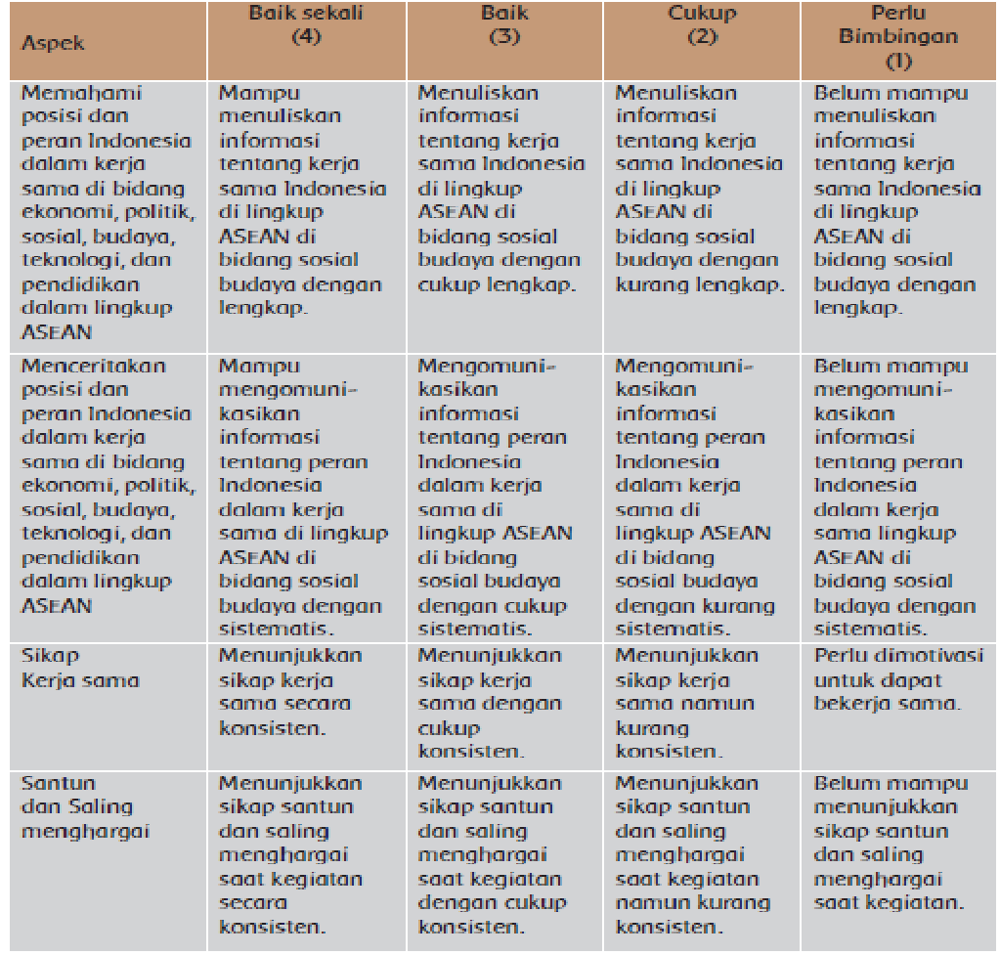 Aspek
Baik sekali
(4)
Baik
(3)
Cukup
(2)
Perlu
Bimbingan
(1)
Memahami
posisi dan
peran Indonesia
dalam kerja
sama di bidang
ekonomi, politik,
sosial, budaya,
teknologi, dan
pendidikan
dalam lingkup
ASEAN
Mampu
menuliskan
informasi
tentang kerja
sama Indonesia
di lingkup
ASEAN di
bidang sosial
budaya dengan
lengkap.
Menuliskan
informasi
tentang kerja
sama Indonesia
di lingkup
ASEAN di
bidang sosial
budaya dengan
cukup lengkap.
Menuliskan
informasi
tentang kerja
sama Indonesia
di lingkup
ASEAN di
bidang sosial
budaya dengan
kurang lengkap.
Belum mampu
menuliskan
informasi
tentang kerja
sama Indonesia
di lingkup
ASEAN di
bidang sosial
budaya dengan
lengkap.
Menceritakan
posisi dan
peran Indonesia
dalam kerja
sama di bidang
ekonomi, politik,
sosial, budaya,
teknologi, dan
pendidikan
dalam lingkup
ASEAN
Mampu
mengomuni-
kasikan
informasi
tentang peran
Indonesia
dalam kerja
sama di lingkup
ASEAN di
bidang sosial
budaya dengan
sistematis.
Mengomuni-
kasikan
informasi
tentang peran
Indonesia
dalam kerja
sama di
lingkup ASEAN
di bidang
sosial budaya
dengan cukup
sistematis.
Mengomuni-
kasikan
informasi
tentang peran
Indonesia
dalam kerja
sama di
lingkup ASEAN
di bidang
sosial budaya
dengan kurang
sistematis.
Belum mampu
mengomuni-
kasikan
informasi
tentang peran
Indonesia
dalam kerja
sama lingkup
ASEAN di
bidang sosial
budaya dengan
sistematis.
Sikap
Kerja sama
Menunjukkan
sikap kerja
sama secara
konsisten.
Menunjukkan
sikap kerja
sama dengan
cukup
konsisten.
Menunjukkan
sikap kerja
sama namun
kurang
konsisten.
Perlu dimotivasi
untuk dapat
bekerja sama.
Santun
dan Saling
menghargai
Menunjukkan
sikap santun
dan saling
menghargai
saat kegiatan
secara
konsisten.
Menunjukkan
sikap santun
dan saling
menghargai
saat kegiatan
dengan cukup
konsisten.
Menunjukkan
sikap santun
dan saling
menghargai
saat kegiatan
namun kurang
konsisten.
Belum mampu
menunjukkan
sikap santun
dan saling
menghargai
saat kegiatan.